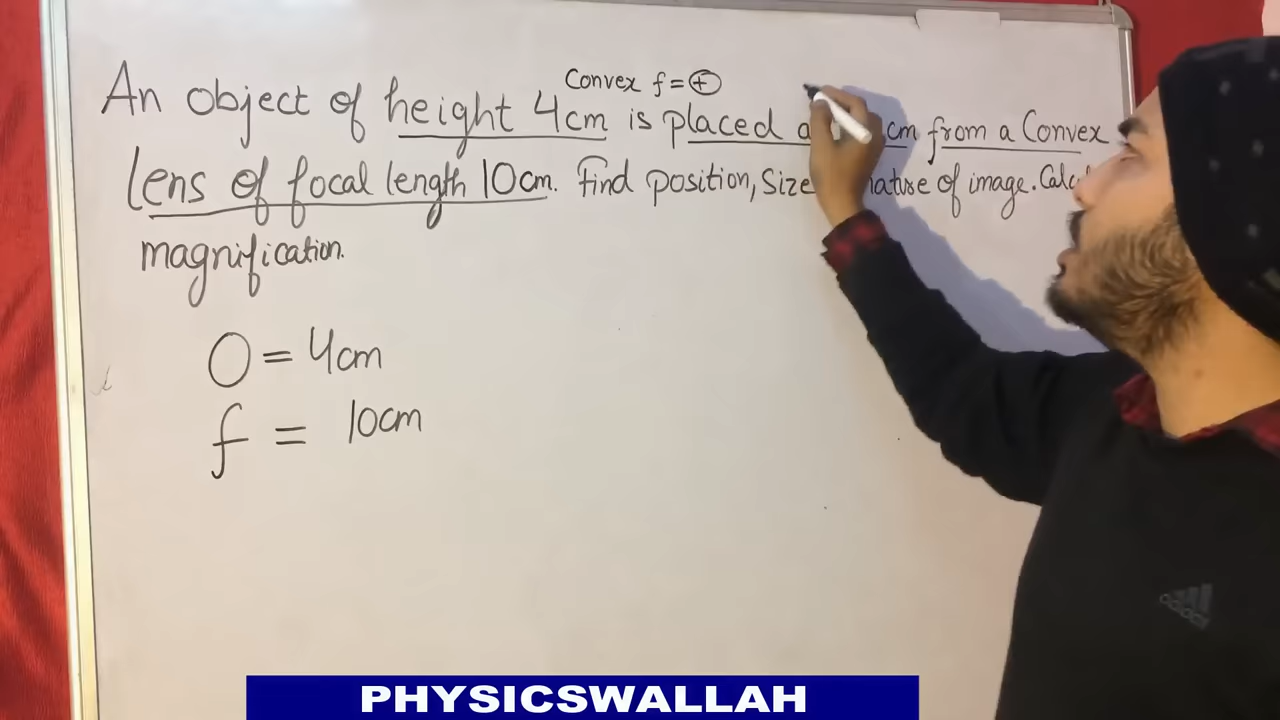 Convex f = +
An object of height 4cm is placed a cm from a Convex
lens of focal length 10cm. Find position, Size nature of image. Calc
magnification.
O = 4cm
f = 10cm
adidas
PHYSICSWALLAH